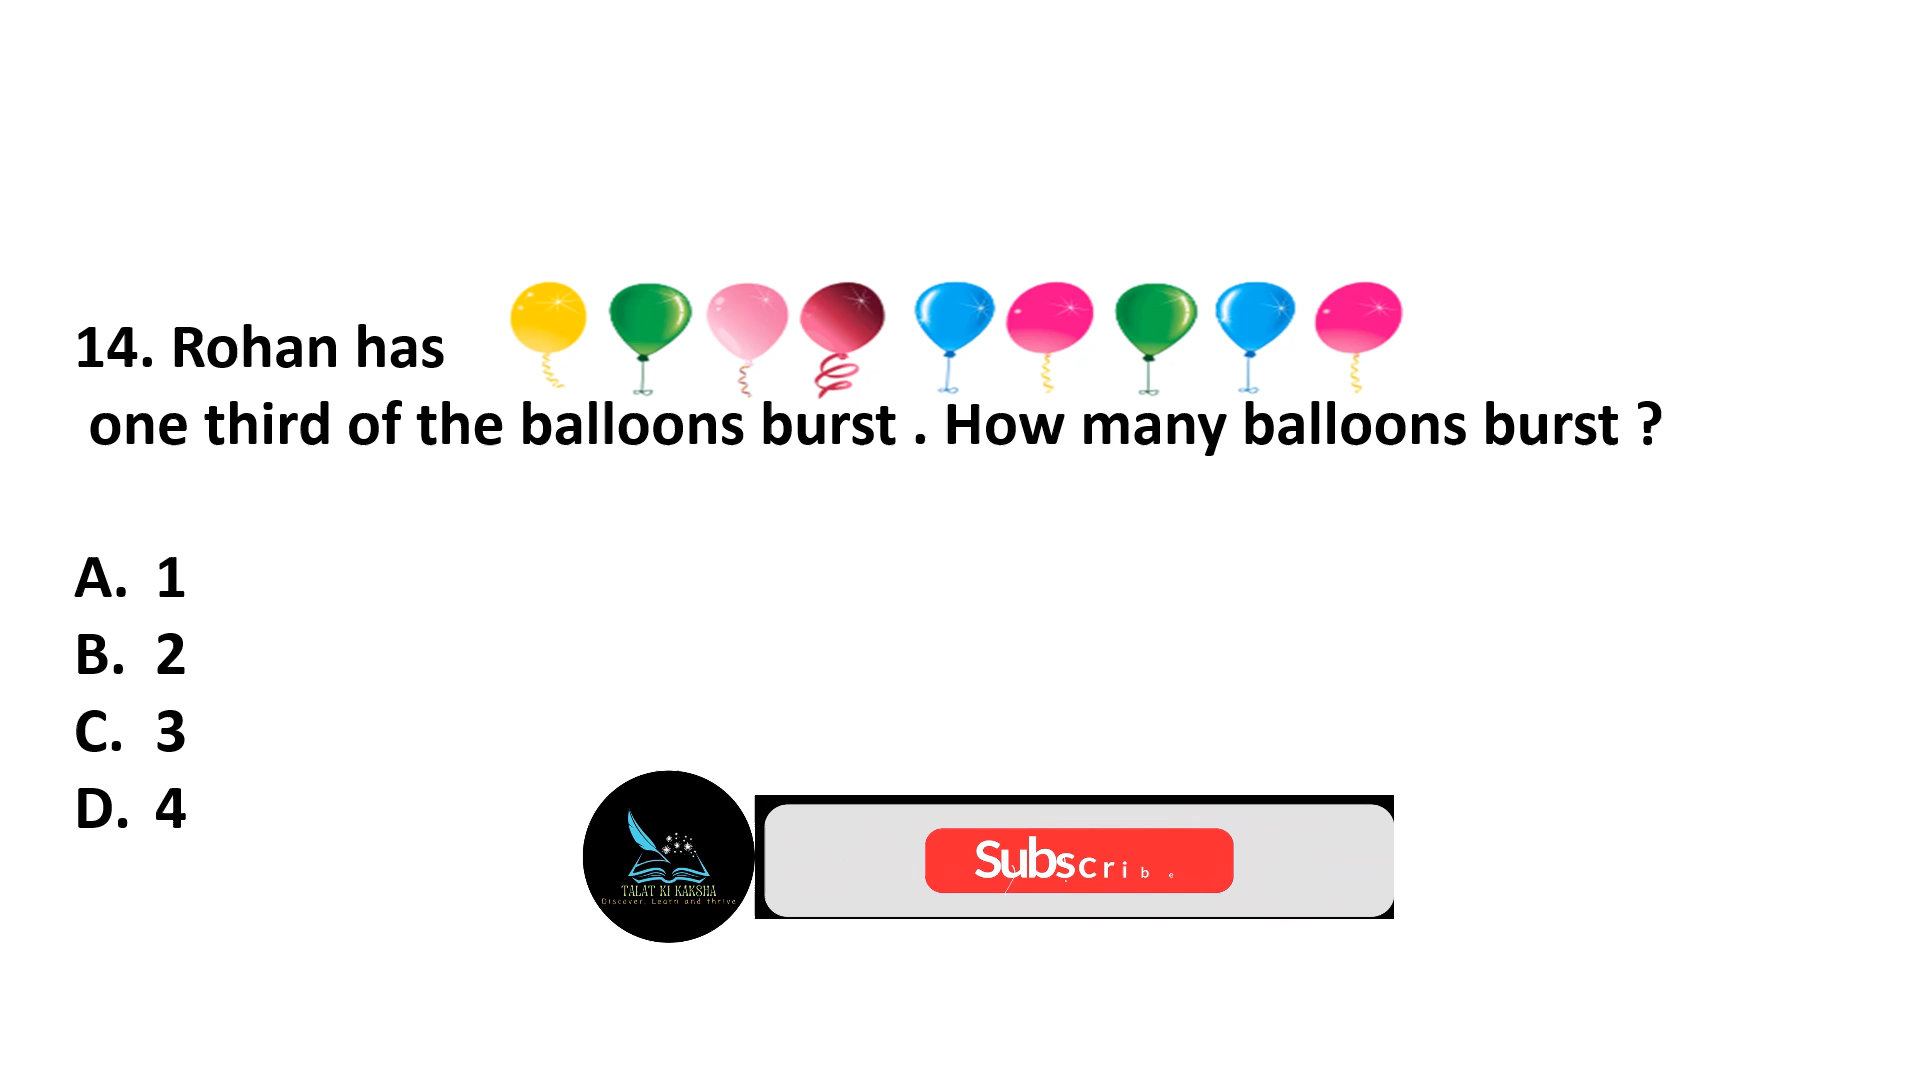 14. Rohan has
one third of the balloons burst . How many balloons burst ?
A. 1
B. 2
C. 3
D. 4
TALAT KI KAKSHA
Discover, Learn and thrive
Subscribe